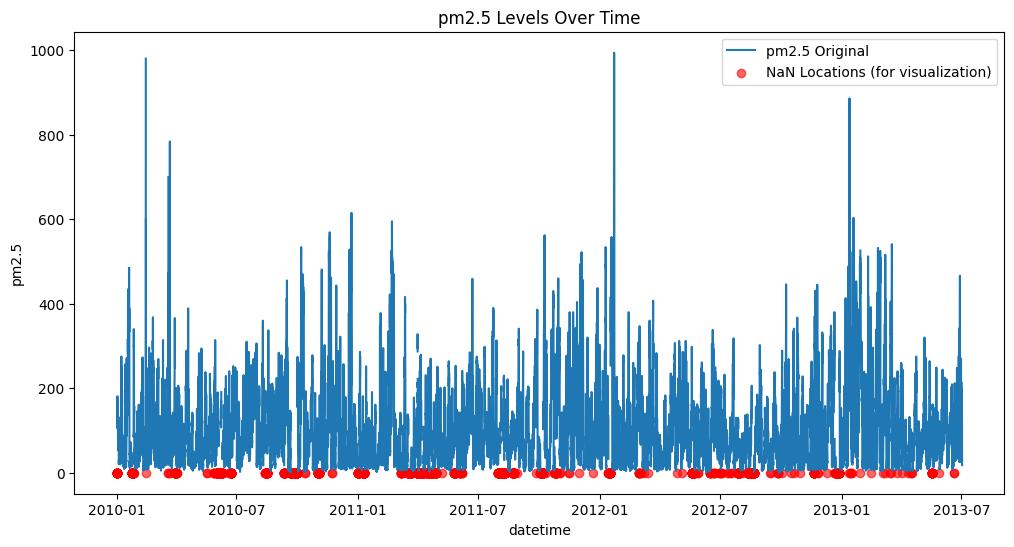 pm2.5 Levels Over Time
pm2.5 Original
NaN Locations (for visualization)
1000
800
600
400
200
0
pm2.5
2010-01
2010-07
2011-01
2011-07
2012-01
2012-07
2013-01
2013-07
datetime